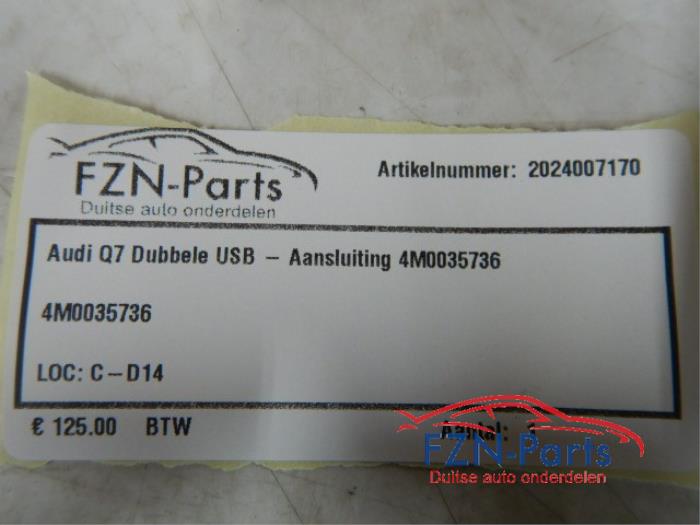 FZN-Parts
Duitse auto onderdelen
Artikelnummer: 2024007170
Audi Q7 Dubbele USB – Aansluiting 4M0035736
4M0035736
LOC: C – D14
€ 125.00 BTW
Aantal:
FZN-Parts
Duitse auto onderdelen